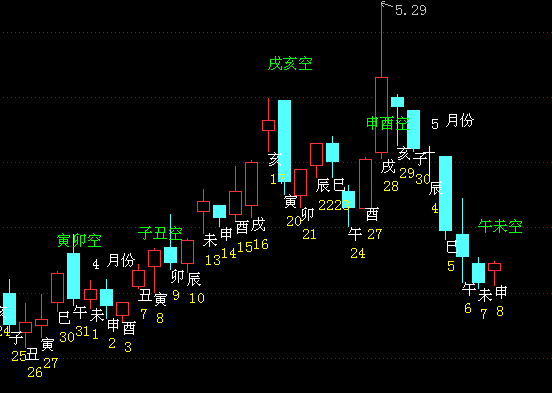 5.29
戌亥空
申酉空
5 月份
寅卯空
4 月份
子丑空
午未空
24
子
25
丑
26
寅
27
巳
30
午
31
未
1
申
2
酉
3
丑
7
寅
8
卯
9
辰
10
未
13
申
14
酉
15
戌
16
亥
17
寅
20
卯
21
辰
22
巳
23
午
24
酉
27
戌
28
亥
29
子
30
辰
4
巳
5
午
6
未
7
申
8